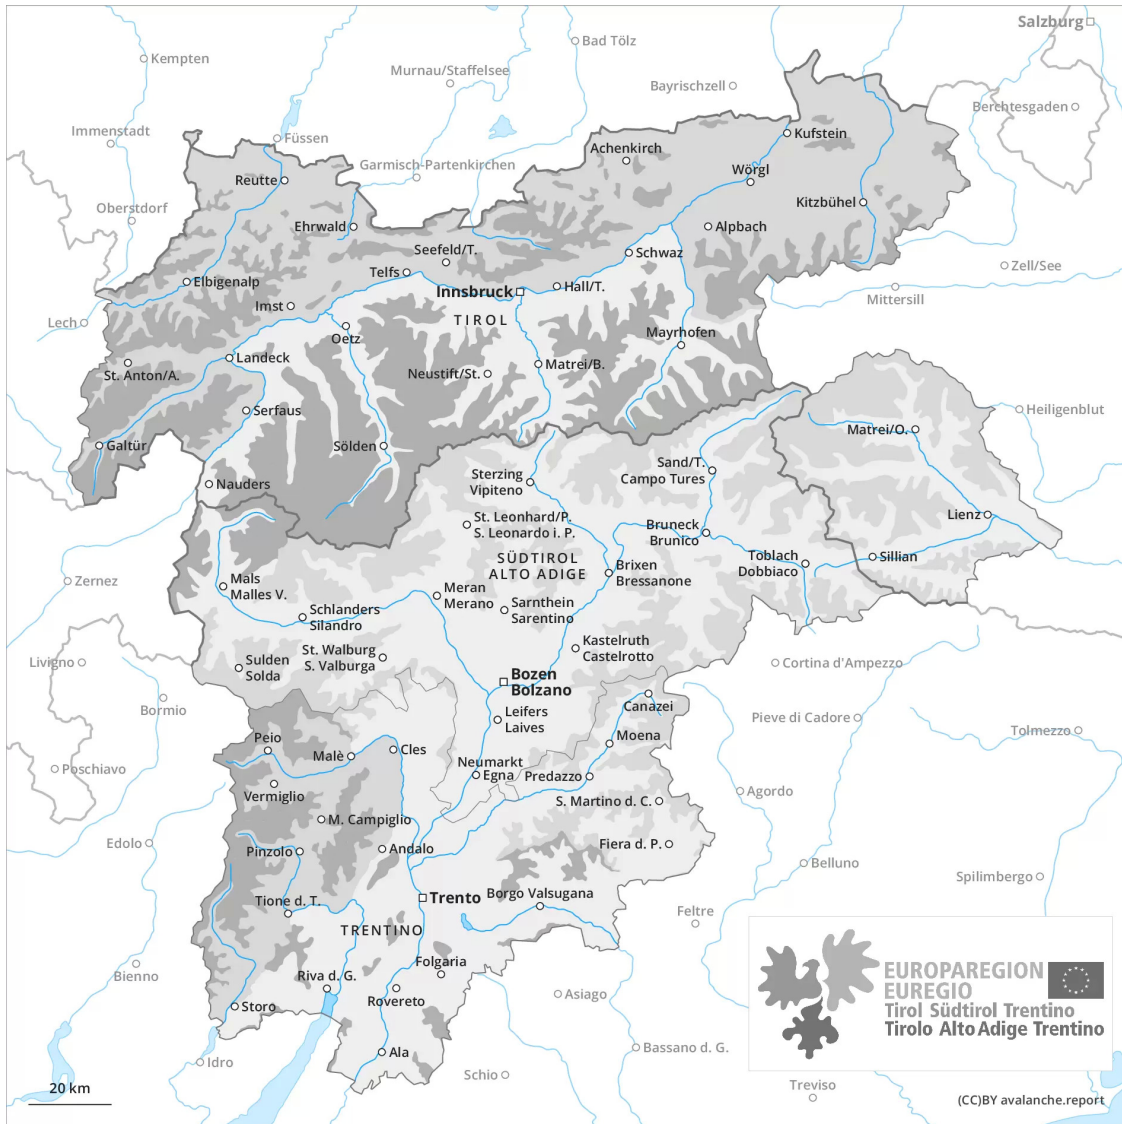 Salzburg
Bad Tölz
Kempten
Murnau/Staffelsee
Bayrischzell
Berchtesgaden
Immenstadt
Füssen
Kufstein
Achenkirch
Garmisch-Partenkirchen
Wörgl
Reutte
Oberstdorf
Kitzbühel
Ehrwald
Alpbach
Seefeld/T.
Schwaz
Zell/See
Telfs
Elbigenalp
Innsbruck
Hall/T.
Mittersill
Imst
Lech
TIROL
Oetz
Mayrhofen
Landeck
Matrei/B.
St. Anton/A.
Neustift/St.
Serfaus
Heiligenblut
Matrei/O.
Galtür
Sölden
Sand/T.
Campo Tures
Sterzing
Vipiteno
Nauders
St. Leonhard/P.
S. Leonardo i. P.
Lienz
Bruneck
Brunico
SÜDTIROL
ALTO ADIGE
Toblach
Dobbiaco
Sillian
Brixen
Bressanone
Zernez
Mals
Malles V.
Meran
Merano
Sarnthein
Sarentino
Schlanders
Silandro
Kastelruth
Castelrotto
St. Walburg
S. Valburga
Livigno
Sulden
Solda
Cortina d'Ampezzo
Bozen
Bolzano
Bormio
Canazei
Leifers
Laives
Pieve di Cadore
Tolmezzo
Peio
Moena
Malè
Cles
Neumarkt
Egna
Predazzo
Poschiavo
Vermiglio
Agordo
S. Martino d. C.
M. Campiglio
Edolo
Pinzolo
Andalo
Fiera d. P.
Belluno
Spilimbergo
Tione d. T.
Trento
Borgo Valsugana
Feltre
TRENTINO
Folgaria
Bienno
Riva d. G.
Rovereto
Asiago
Storo
EUROPAREGION
EUREGIO
Tirol Südtirol Trentino
Tirolo Alto Adige Trentino
Ala
Bassano d. G.
Idro
Schio
Treviso
20 km
(CC)BY avalanche.report